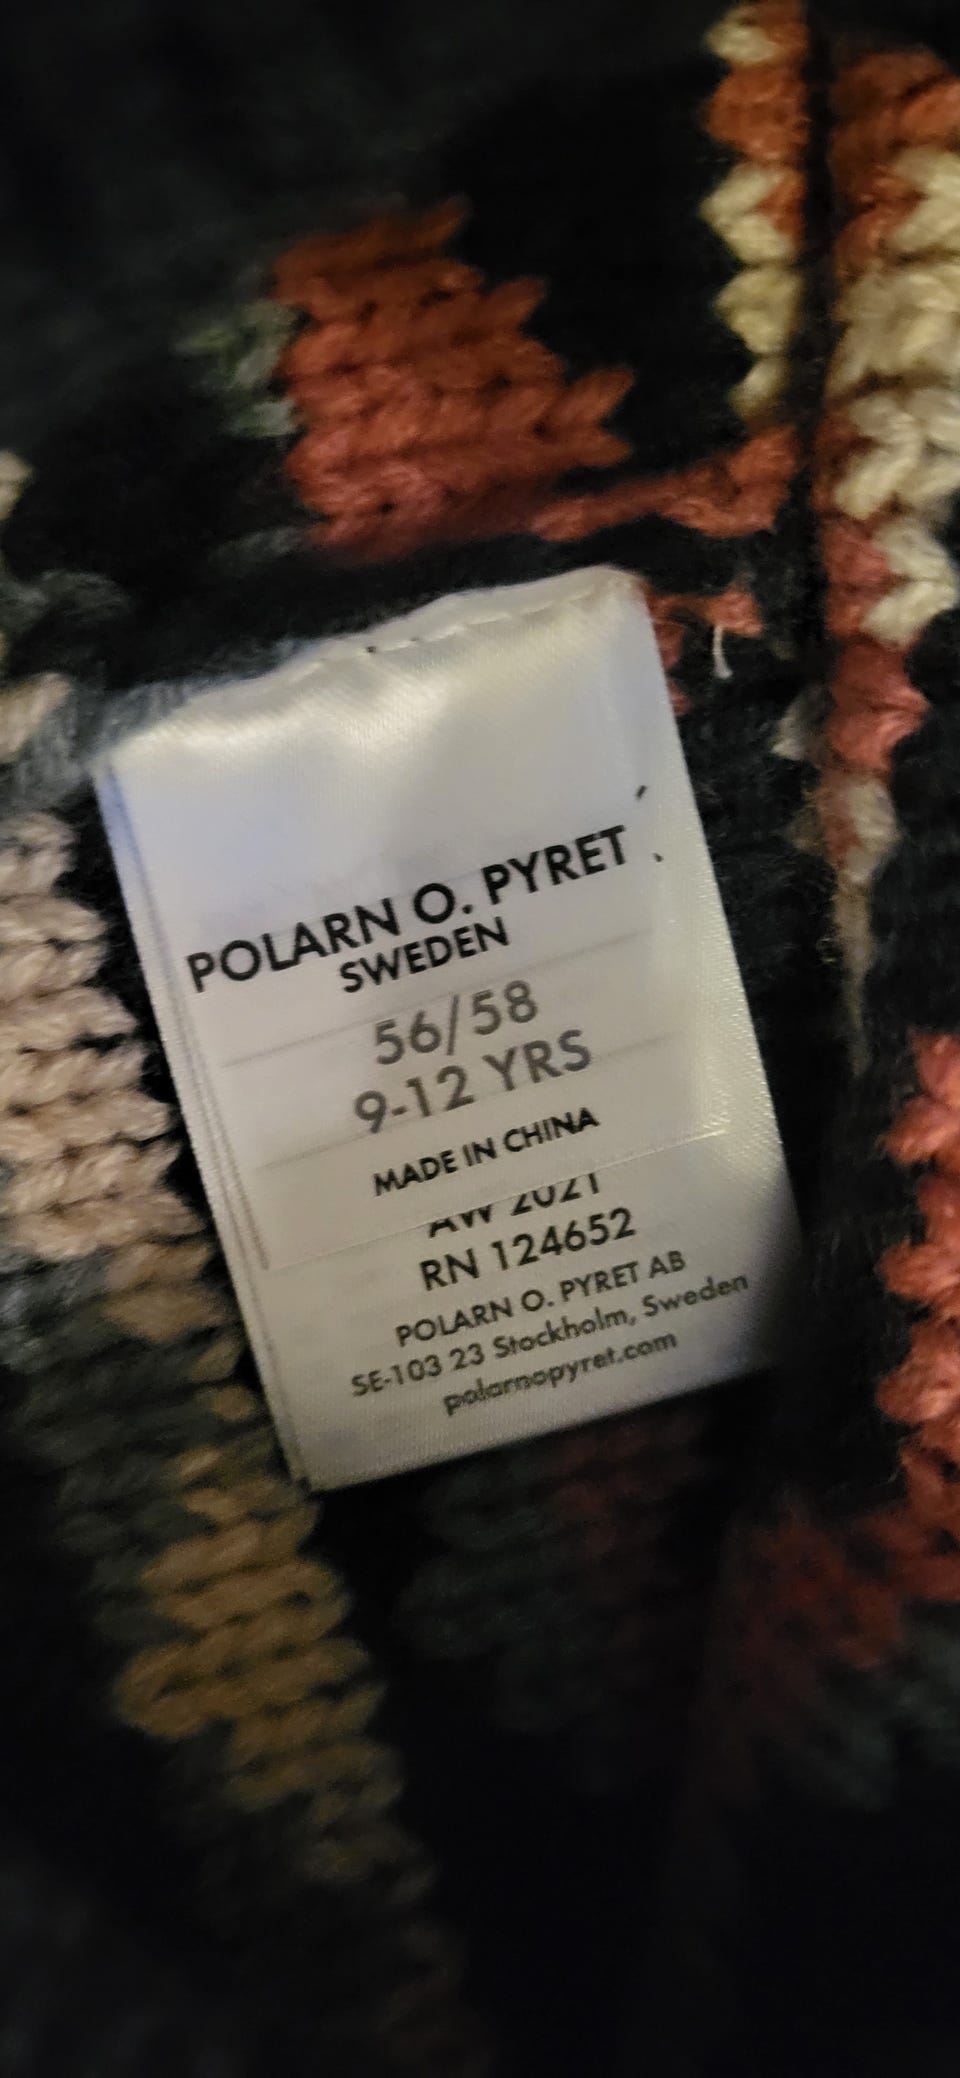 POLARN O. PYRET
SWEDEN
56/58
9-12 YRS
MADE IN CHINA
AW 2021
RN 124652
POLARN O. PYRET AB
SE-103 23 Stockholm, Sweden
polarnopyret.com